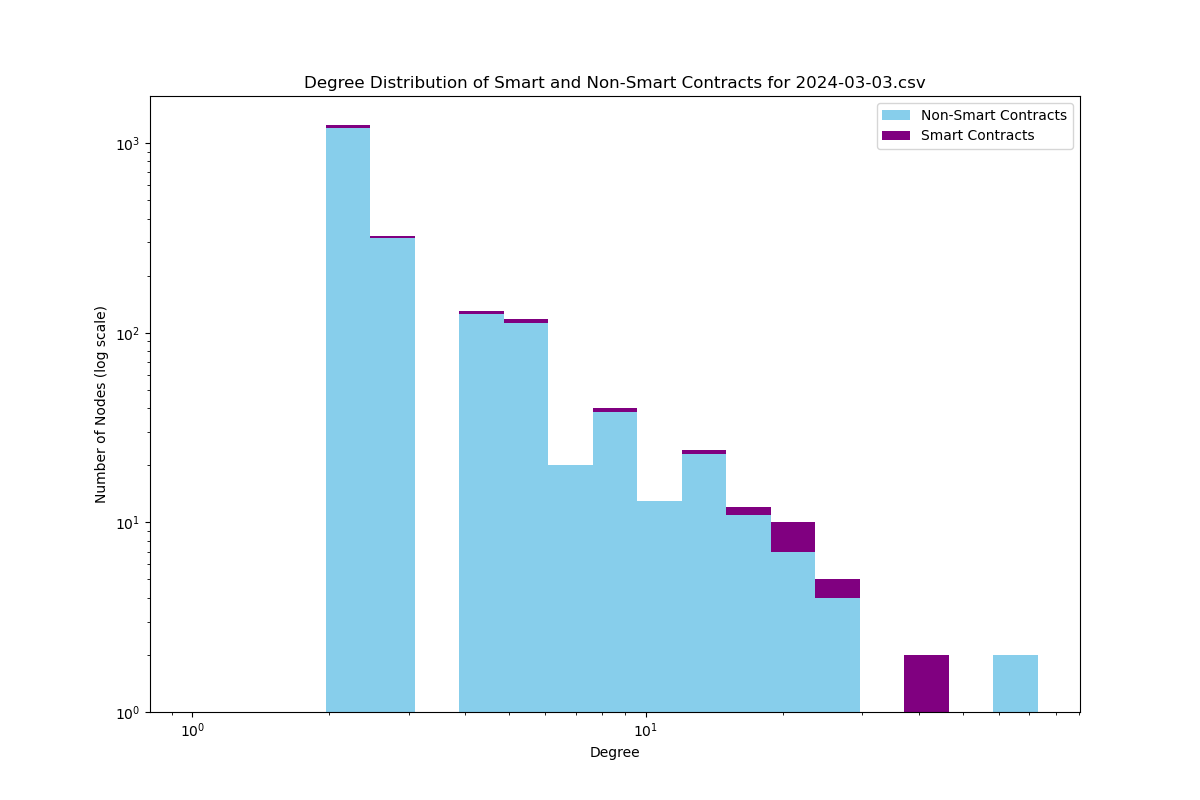 Degree Distribution of Smart and Non-Smart Contracts for 2024-03-03.csv
Non-Smart Contracts
Smart Contracts
Number of Nodes (log scale)
10³
10²
10¹
10⁰
10⁰
10¹
Degree